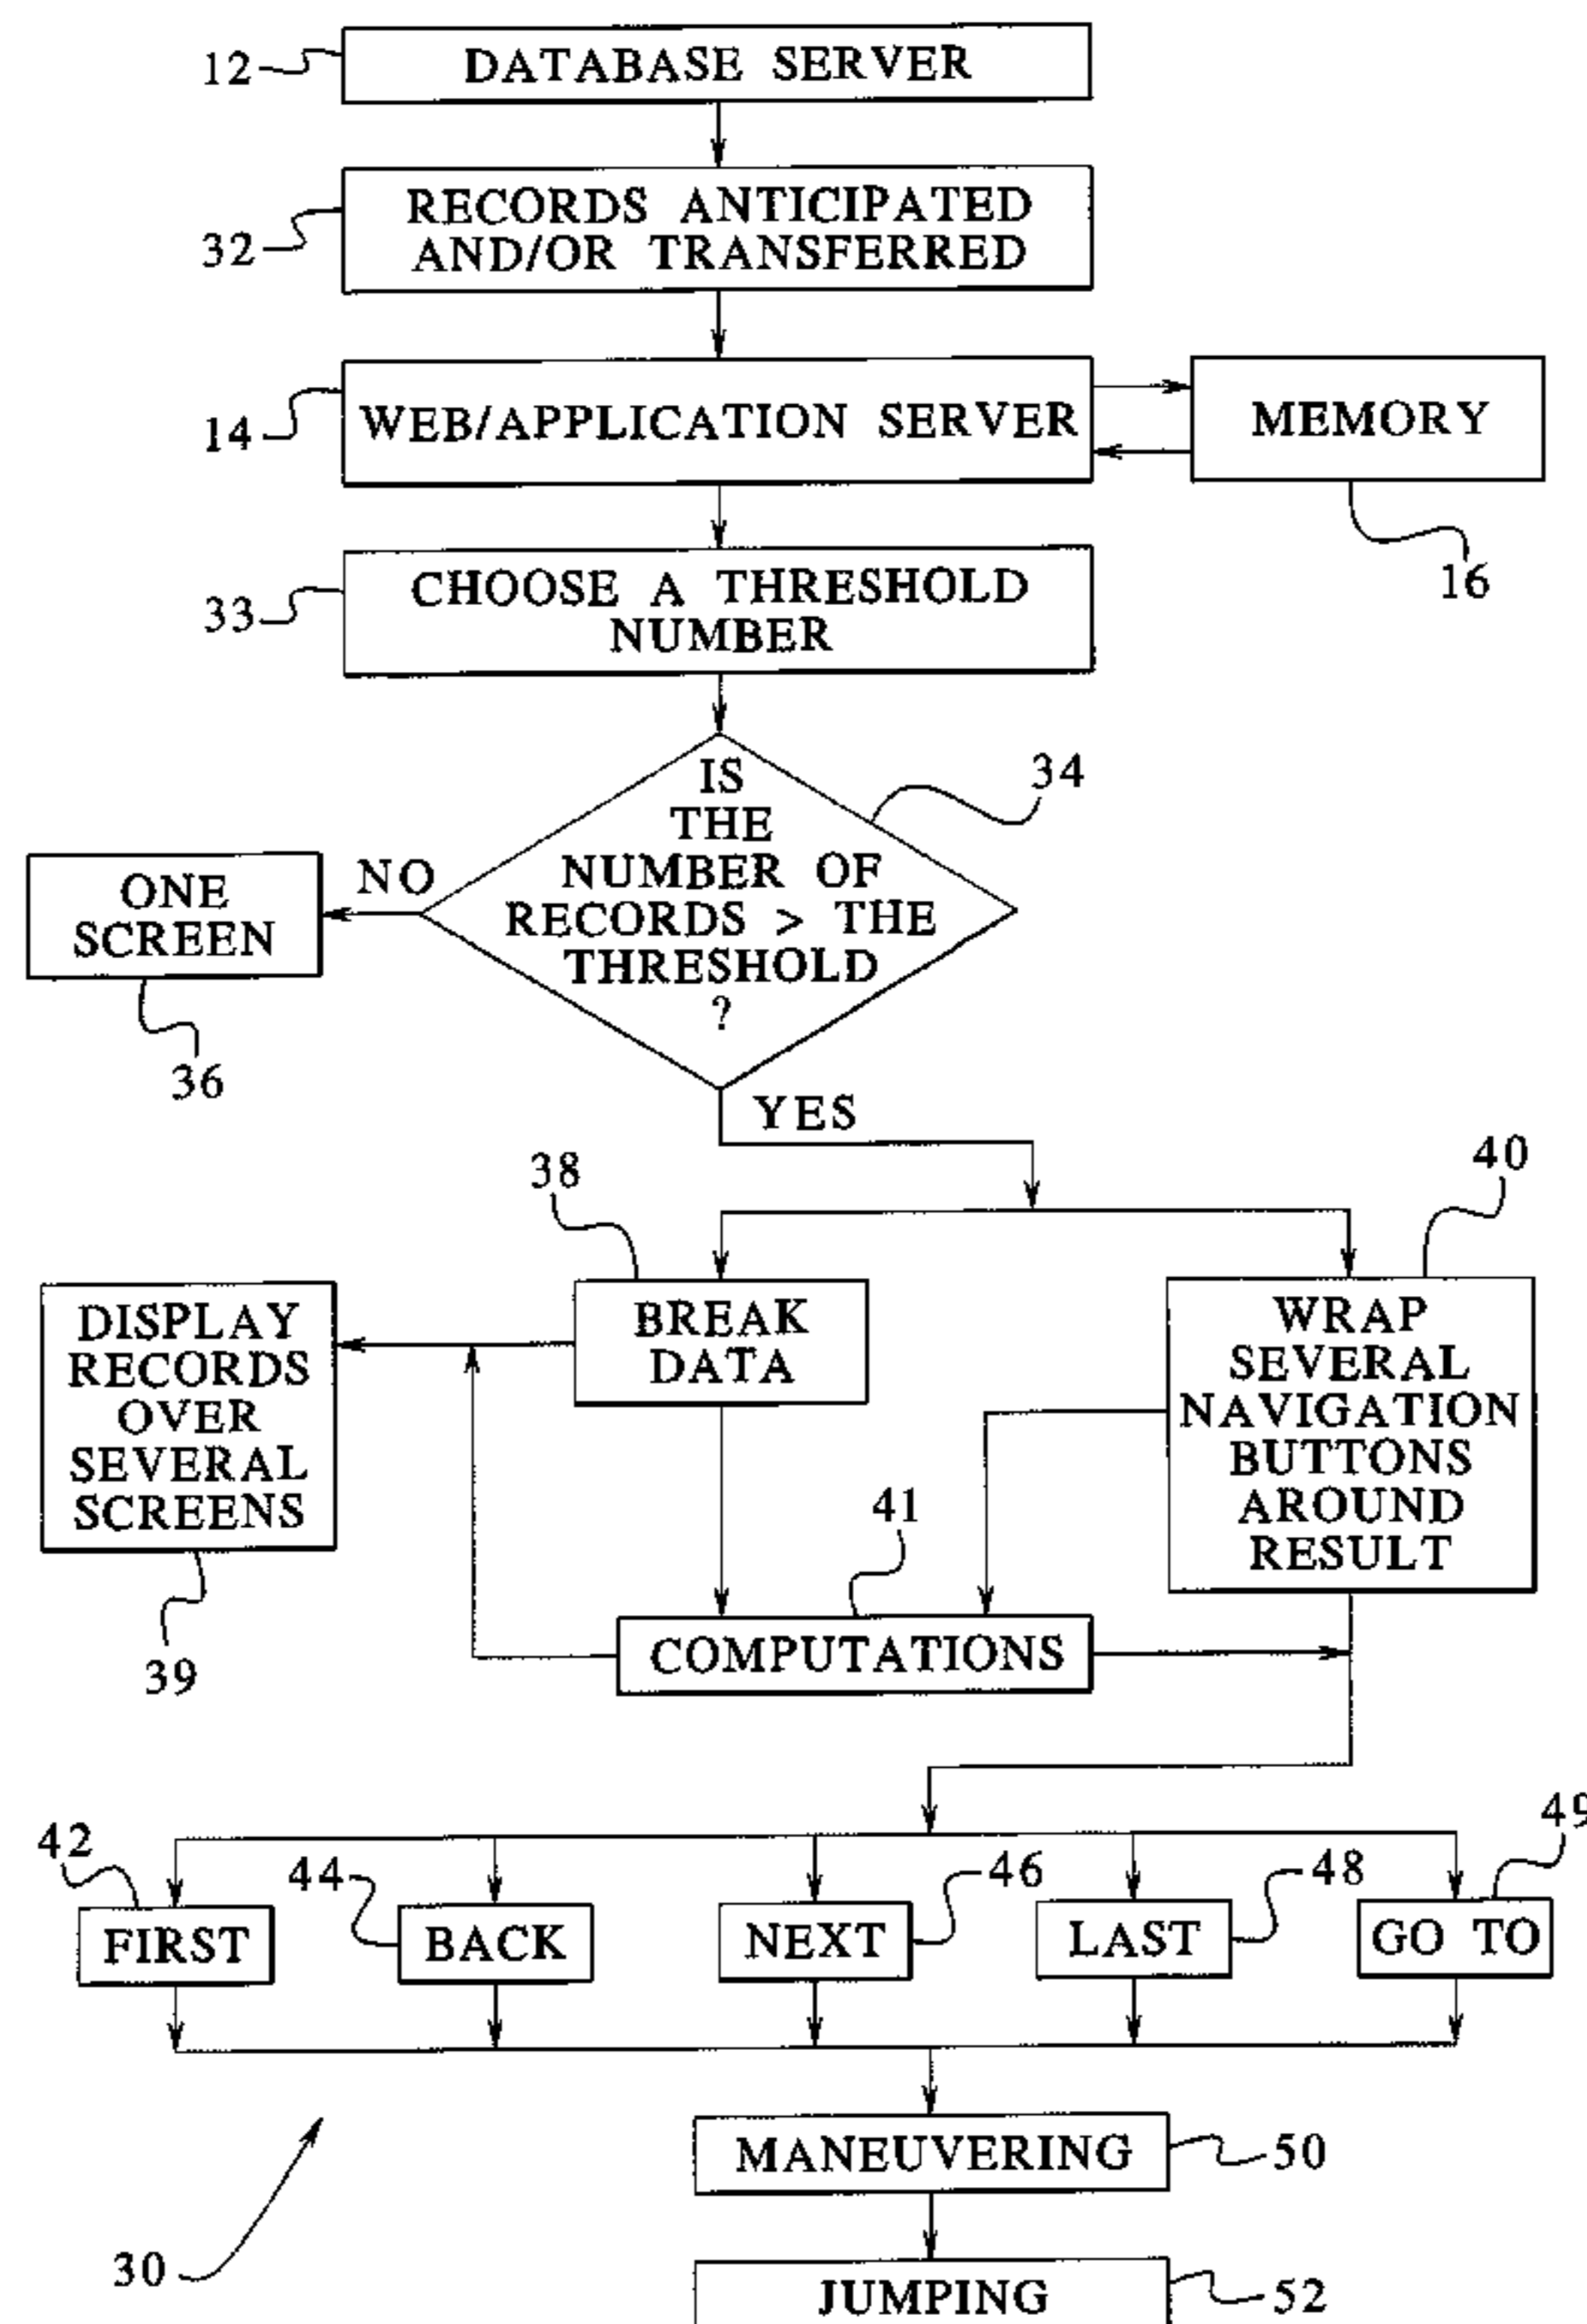 12
DATABASE SERVER
32
RECORDS ANTICIPATED
AND/OR TRANSFERRED
14
WEB/APPLICATION SERVER
MEMORY
16
33
CHOOSE A THRESHOLD
NUMBER
34
IS
THE
NUMBER OF
RECORDS > THE
THRESHOLD
?
NO
ONE
SCREEN
36
YES
38
40
BREAK
DATA
DISPLAY
RECORDS
OVER
SEVERAL
SCREENS
39
WRAP
SEVERAL
NAVIGATION
BUTTONS
AROUND
RESULT
41
COMPUTATIONS
42
FIRST
44
BACK
46
NEXT
48
LAST
49
GO TO
MANEUVERING
50
30
JUMPING
52